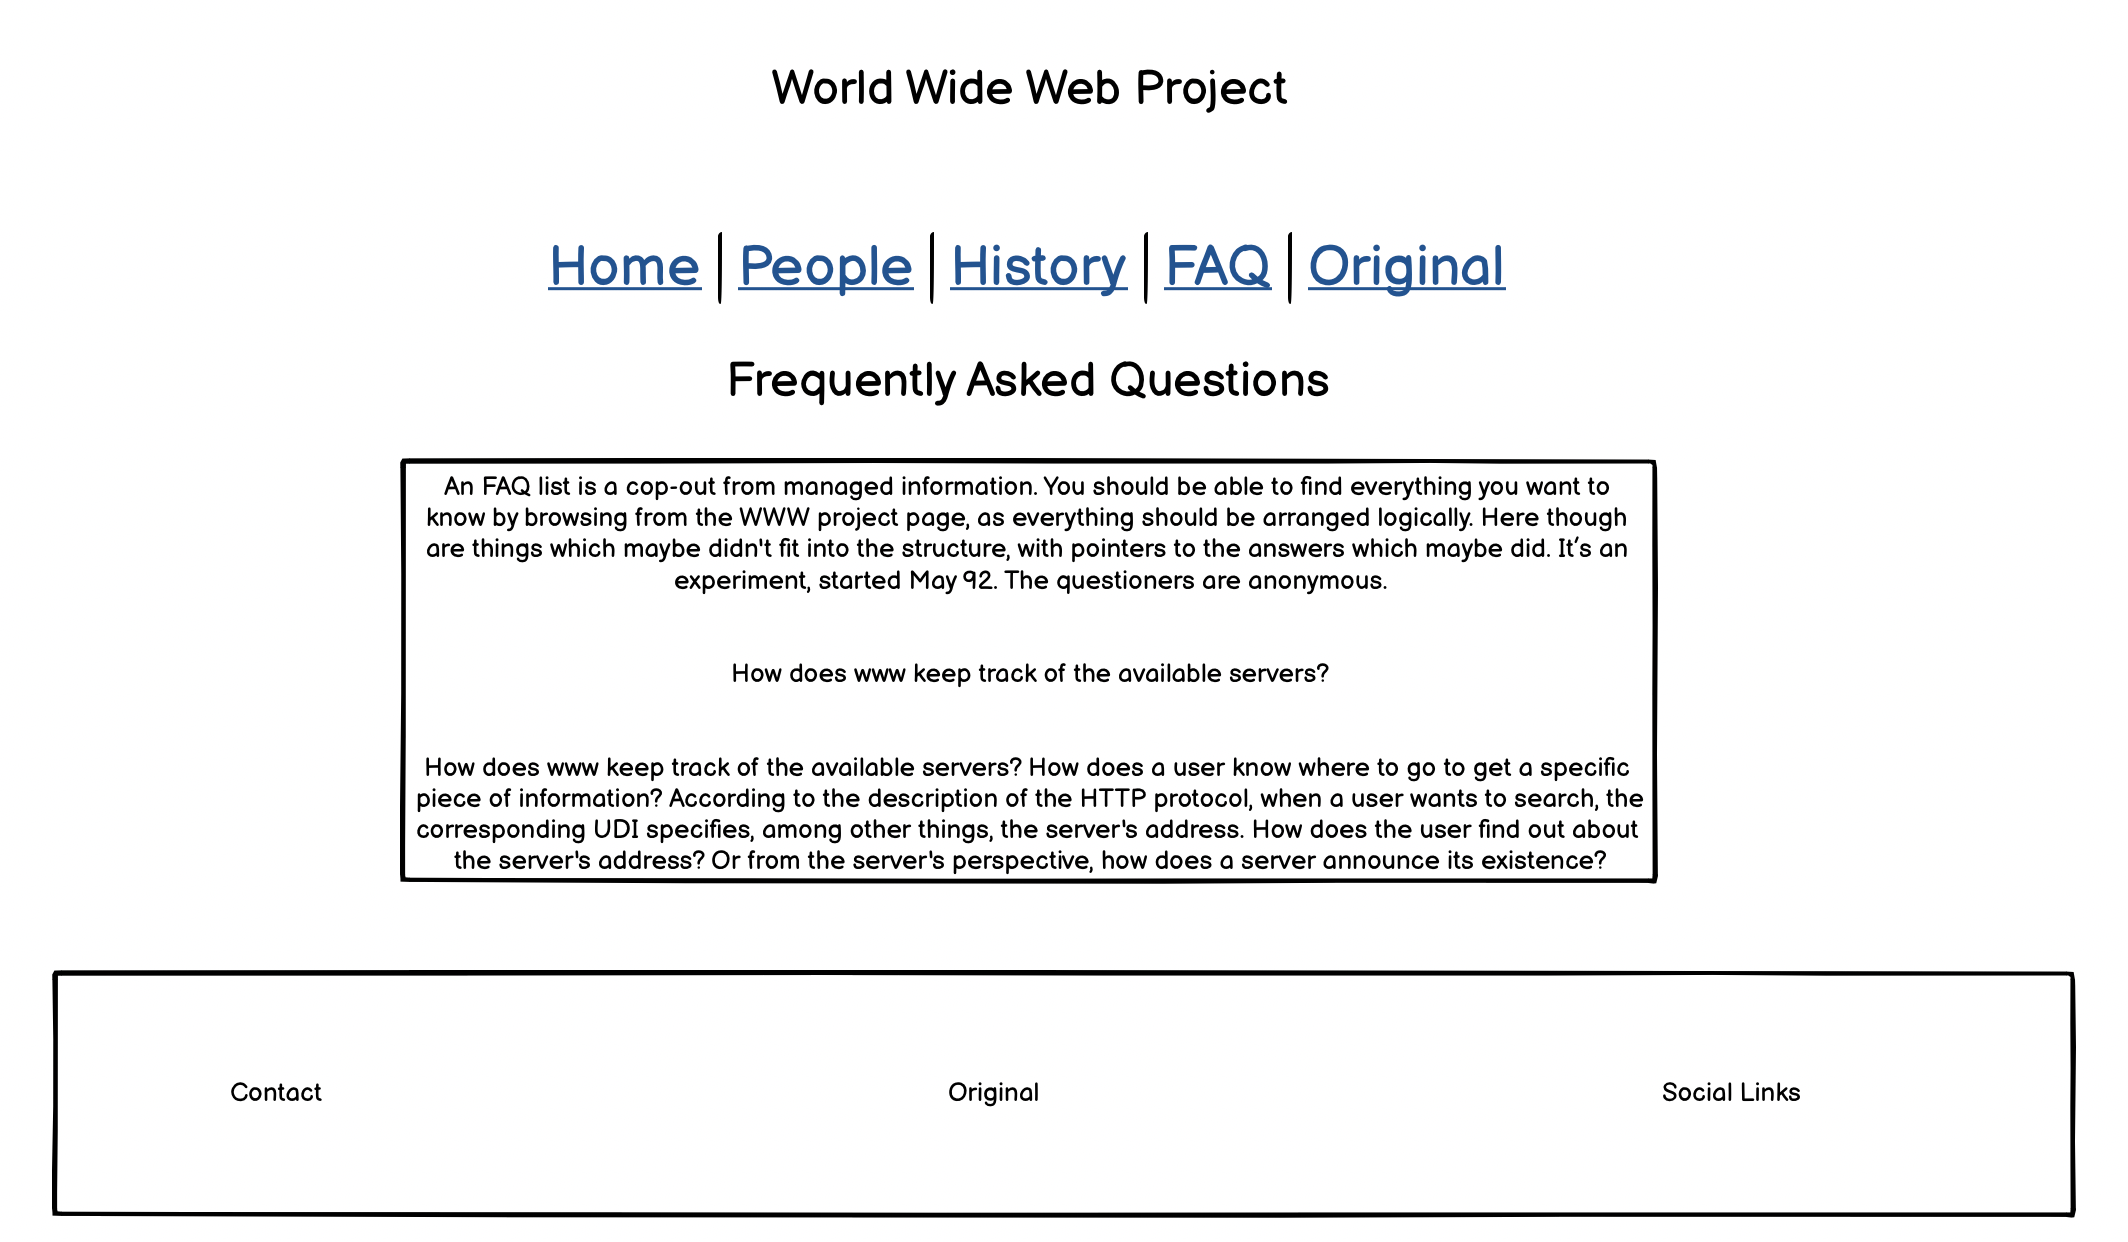 World Wide Web Project
Home | People | History | FAQ | Original
Frequently Asked Questions
An FAQ list is a cop-out from managed information. You should be able to find everything you want to
know by browsing from the WWW project page, as everything should be arranged logically. Here though
are things which maybe didn't fit into the structure, with pointers to the answers which maybe did. It’s an
experiment, started May 92. The questioners are anonymous.
How does www keep track of the available servers?
How does www keep track of the available servers? How does a user know where to go to get a specific
piece of information? According to the description of the HTTP protocol, when a user wants to search, the
corresponding UDI specifies, among other things, the server's address. How does the user find out about
the server's address? Or from the server's perspective, how does a server announce its existence?
Contact Original Social Links